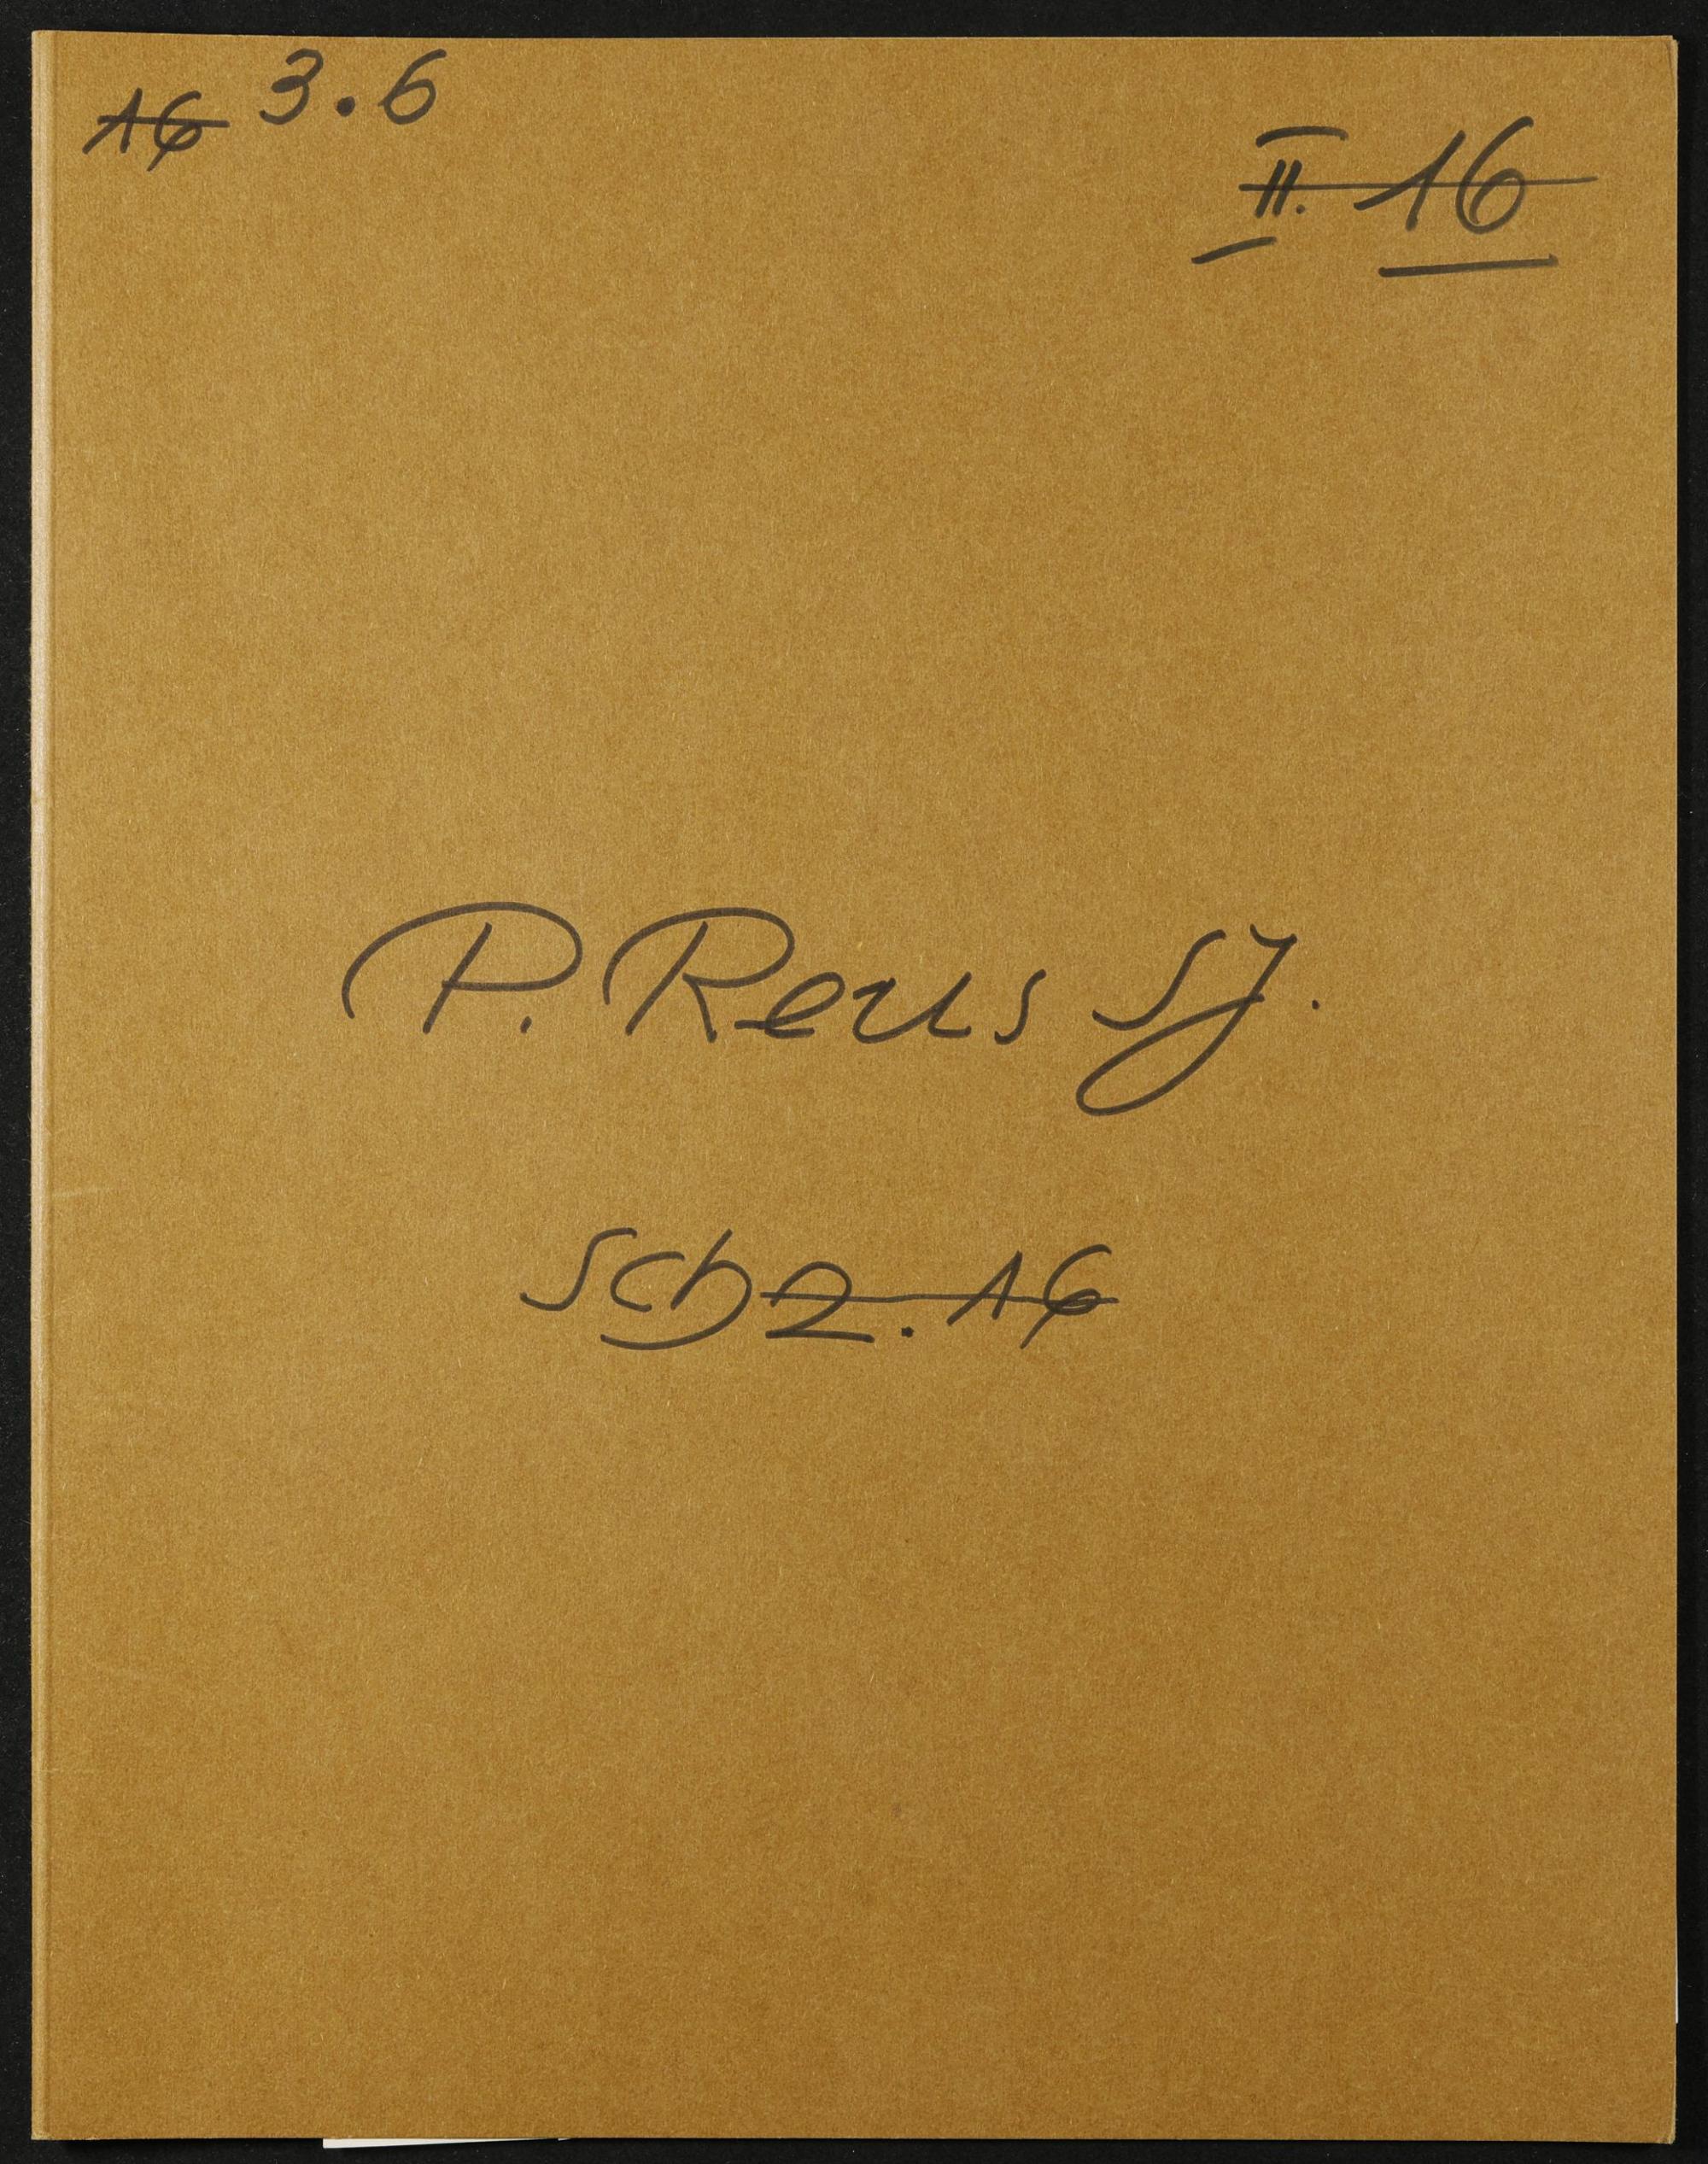 16 3.6
II. 16
P. Reus SJ.
Sch 2.16